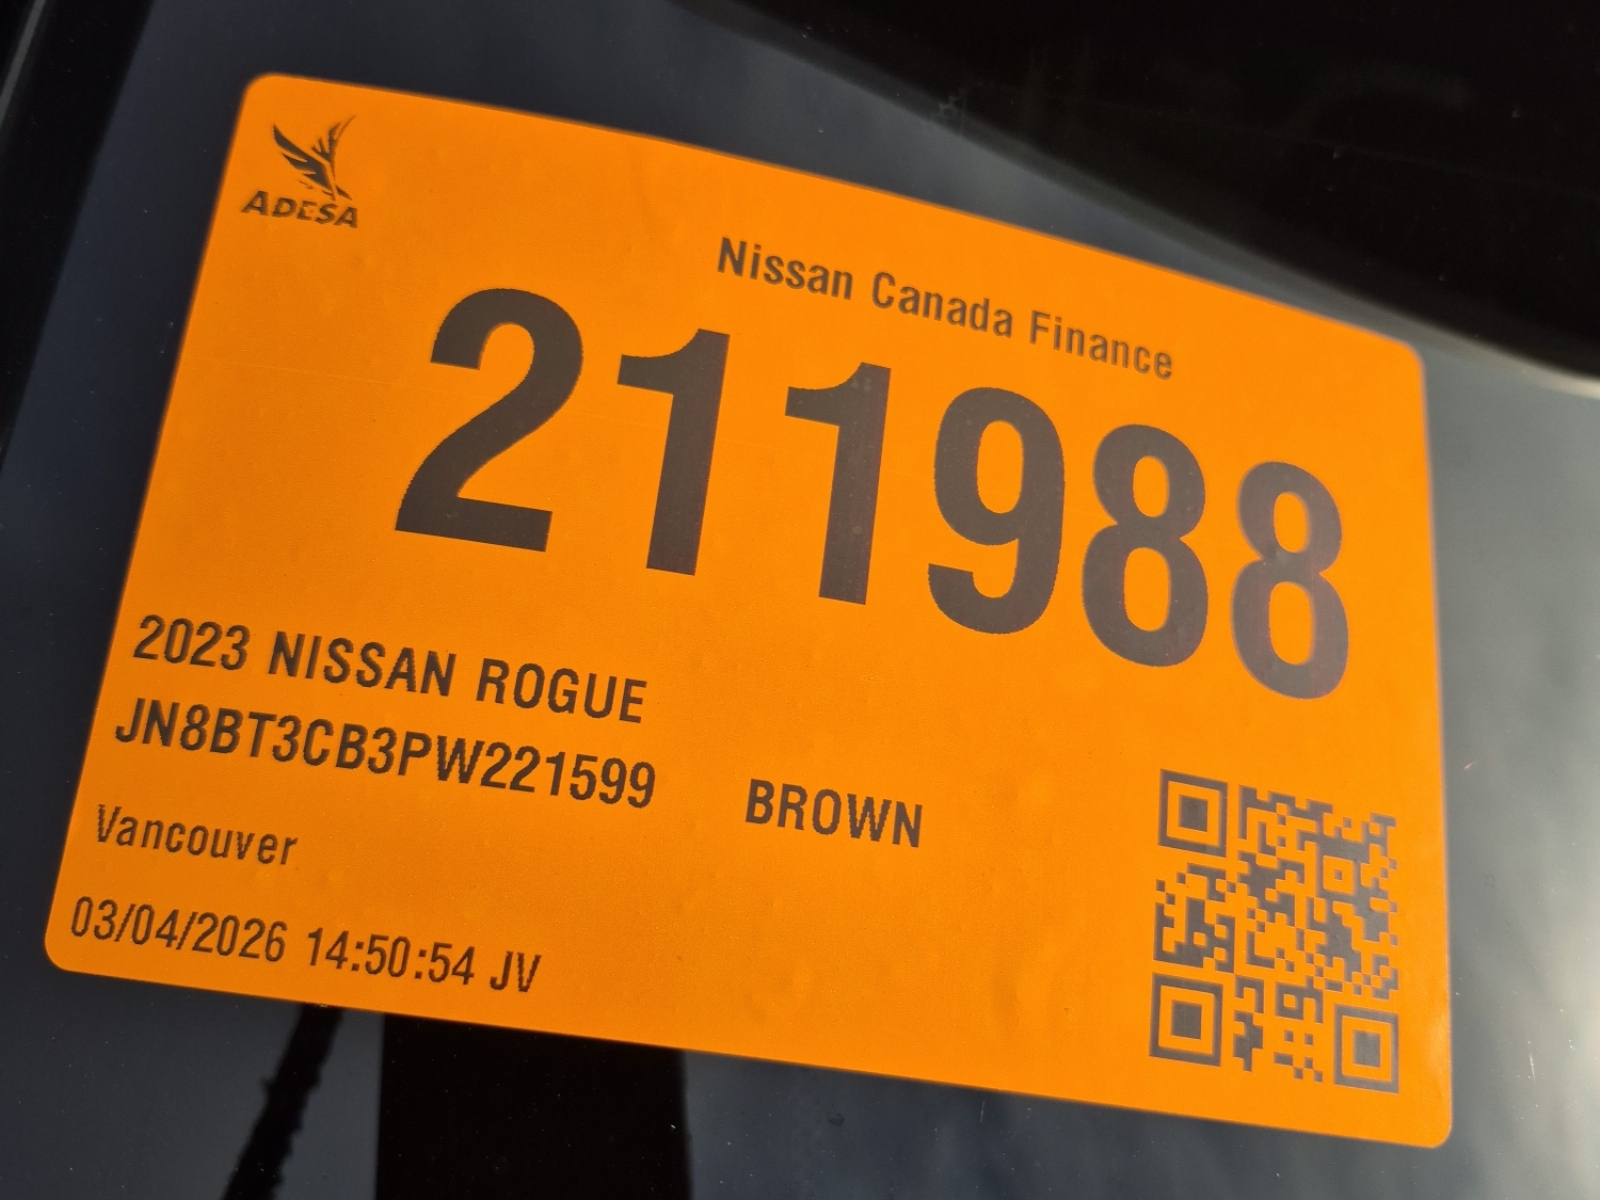 ADESA
Nissan Canada Finance
211988
2023 NISSAN ROGUE
JN8BT3CB3PW221599 BROWN
Vancouver
03/04/2026 14:50:54 JV